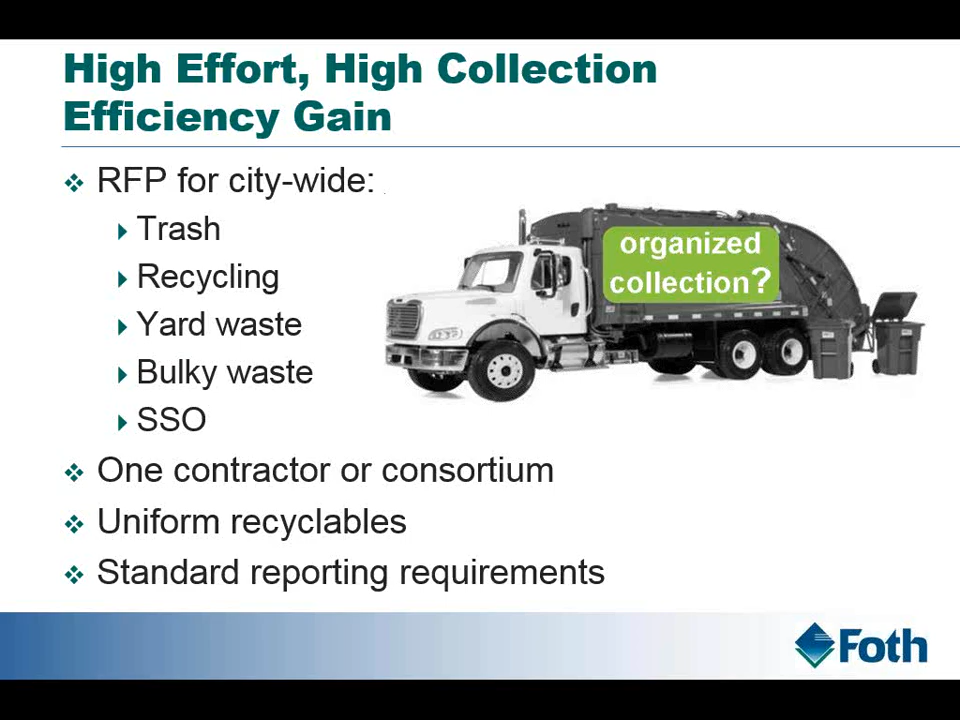 High Effort, High Collection
Efficiency Gain
RFP for city-wide:
Trash
Recycling
Yard waste
Bulky waste
SSO
organized
collection?
One contractor or consortium
Uniform recyclables
Standard reporting requirements
Foth